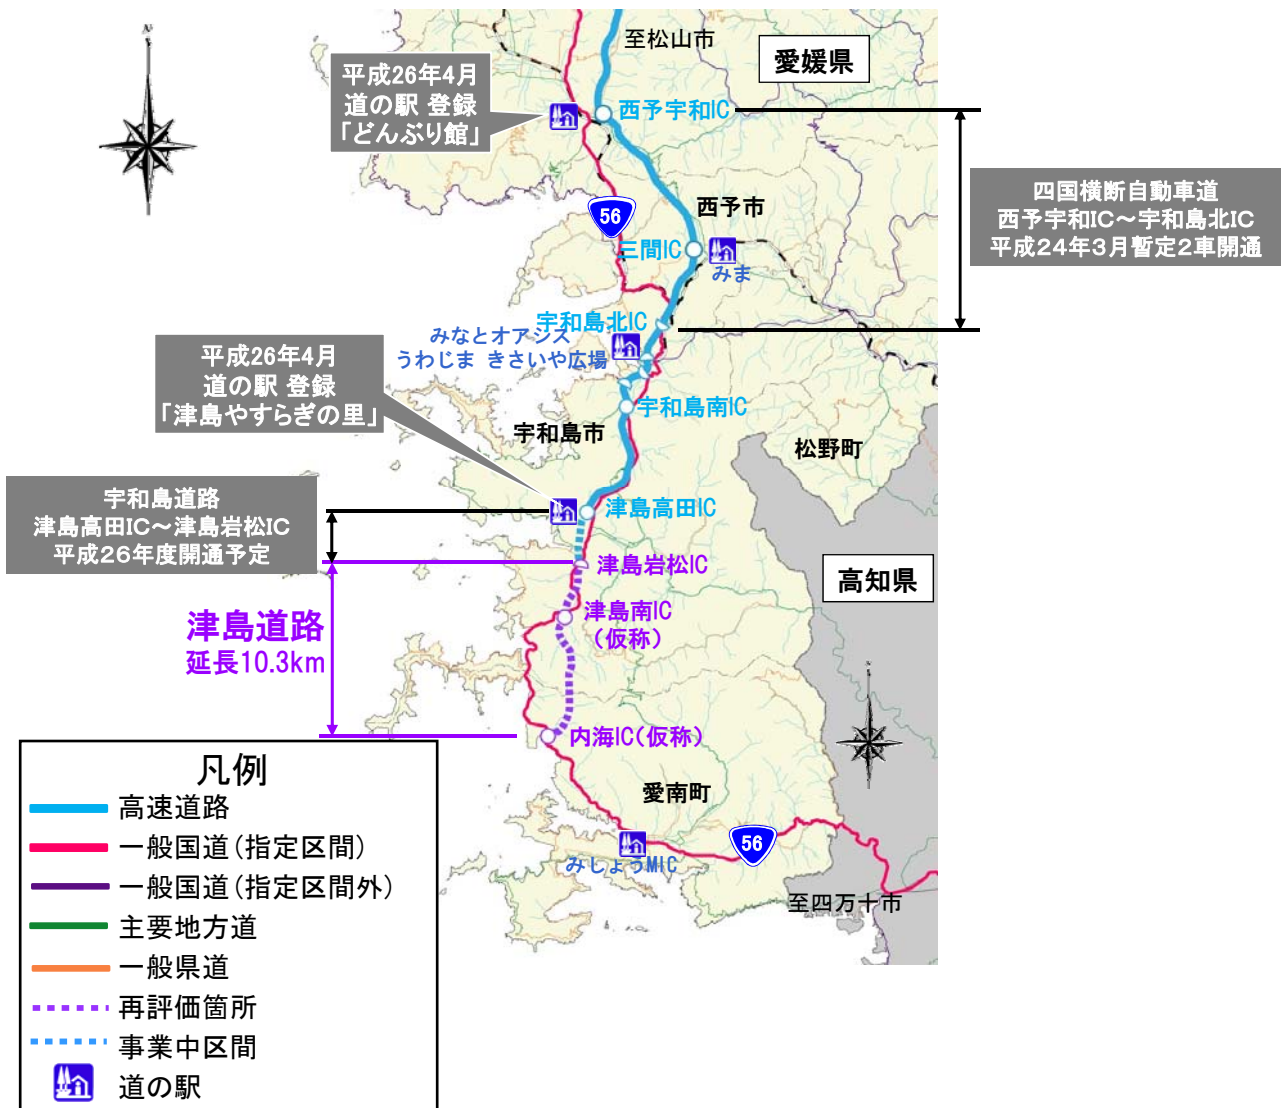 N
至松山市
愛媛県
平成26年4月
道の駅 登録
「どんぶり館」
西予宇和IC
四国横断自動車道
西予宇和IC～宇和島北IC
平成24年3月暫定2車開通
56
西予市
三間IC
みま
宇和島北IC
みなとオアシス
うわじま きさいや広場
平成26年4月
道の駅 登録
「津島やすらぎの里」
宇和島南IC
宇和島市
松野町
宇和島道路
津島高田IC～津島岩松IC
平成26年度開通予定
津島高田IC
津島岩松IC
高知県
津島道路
延長10.3km
津島南IC
（仮称）
内海IC(仮称)
愛南町
56
みしょうMIC
至四万十市
N
凡例
高速道路
一般国道(指定区間)
一般国道(指定区間外)
主要地方道
一般県道
再評価箇所
事業中区間
道の駅